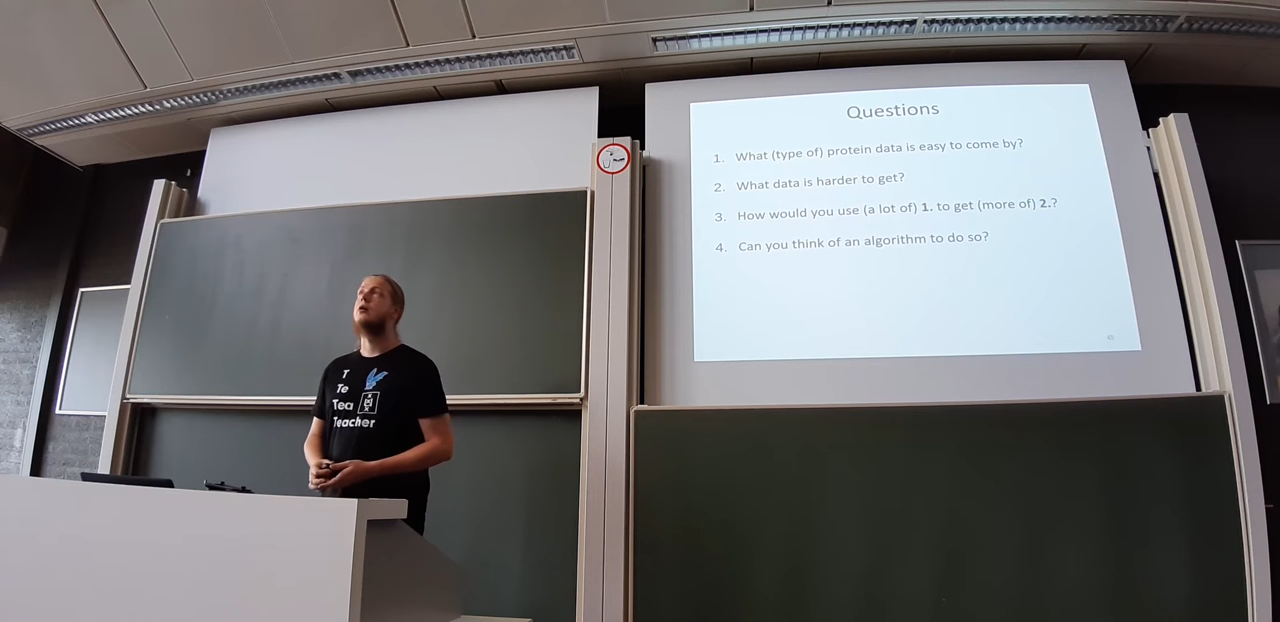 Questions
1. What (type of) protein data is easy to come by?
2. What data is harder to get?
3. How would you use (a lot of) 1. to get (more of) 2.?
4. Can you think of an algorithm to do so?
T
Te
Tea
Teacher